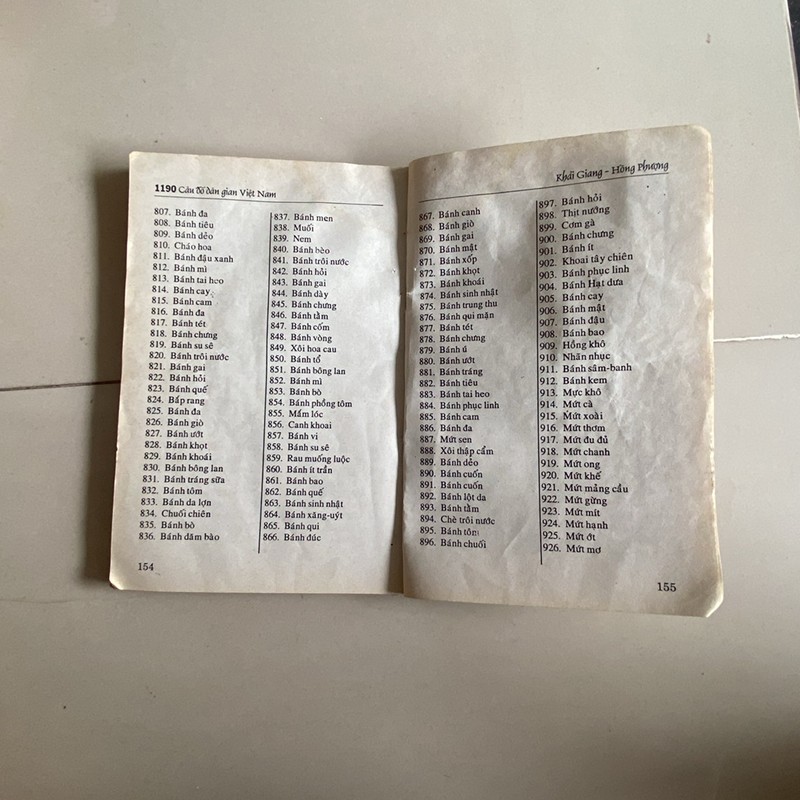 1190 Câu đố dân gian Việt Nam
807. Bánh đa
808. Bánh tiêu
809. Bánh dẻo
810. Cháo hoa
811. Bánh đậu xanh
812. Bánh mì
813. Bánh tai heo
814. Bánh cay
815. Bánh cam
816. Bánh đa
817. Bánh tét
818. Bánh chưng
819. Bánh su sê
820. Bánh trôi nước
821. Bánh gai
822. Bánh hỏi
823. Bánh quế
824. Bắp rang
825. Bánh đa
826. Bánh giò
827. Bánh ướt
828. Bánh khọt
829. Bánh khoái
830. Bánh bông lan
831. Bánh tráng sữa
832. Bánh tôm
833. Bánh da lợn
834. Chuối chiên
835. Bánh bò
836. Bánh dăm bào
837. Bánh men
838. Muối
839. Nem
840. Bánh bèo
841. Bánh trôi nước
842. Bánh hỏi
843. Bánh gai
844. Bánh dày
845. Bánh chưng
846. Bánh tằm
847. Bánh cốm
848. Bánh vòng
849. Xôi hoa cau
850. Bánh tổ
851. Bánh bông lan
852. Bánh mì
853. Bánh bò
854. Bánh phồng tôm
855. Mắm lóc
856. Canh khoai
857. Bánh vi
858. Bánh su sê
859. Rau muống luộc
860. Bánh ít trần
861. Bánh bao
862. Bánh quế
863. Bánh sinh nhật
864. Bánh xăng-uýt
865. Bánh qui
866. Bánh đúc
154
Khải Giang - Hồng Phượng
867. Bánh canh
868. Bánh giò
869. Bánh gai
870. Bánh mật
871. Bánh xốp
872. Bánh khọt
873. Bánh khoái
874. Bánh sinh nhật
875. Bánh trung thu
876. Bánh qui mặn
877. Bánh tét
878. Bánh chưng
879. Bánh ú
880. Bánh ướt
881. Bánh tráng
882. Bánh tiêu
883. Bánh tai heo
884. Bánh phục linh
885. Bánh cam
886. Bánh đa
887. Mứt sen
888. Xôi thập cẩm
889. Bánh dẻo
890. Bánh cuốn
891. Bánh cuốn
892. Bánh lột da
893. Bánh tằm
894. Chè trôi nước
895. Bánh tôm
896. Bánh chuối
897. Bánh hỏi
898. Thịt nướng
899. Cơm gà
900. Bánh chưng
901. Bánh ít
902. Khoai tây chiên
903. Bánh phục linh
904. Bánh Hạt dưa
905. Bánh cay
906. Bánh mật
907. Bánh đậu
908. Bánh bao
909. Hồng khô
910. Nhãn nhục
911. Bánh sâm-banh
912. Bánh kem
913. Mực khô
914. Mứt cà
915. Mứt xoài
916. Mứt thơm
917. Mứt đu đủ
918. Mứt chanh
919. Mứt ong
920. Mứt khế
921. Mứt mảng cầu
922. Mứt gừng
923. Mứt mít
924. Mứt hạnh
925. Mứt ớt
926. Mứt mơ
155